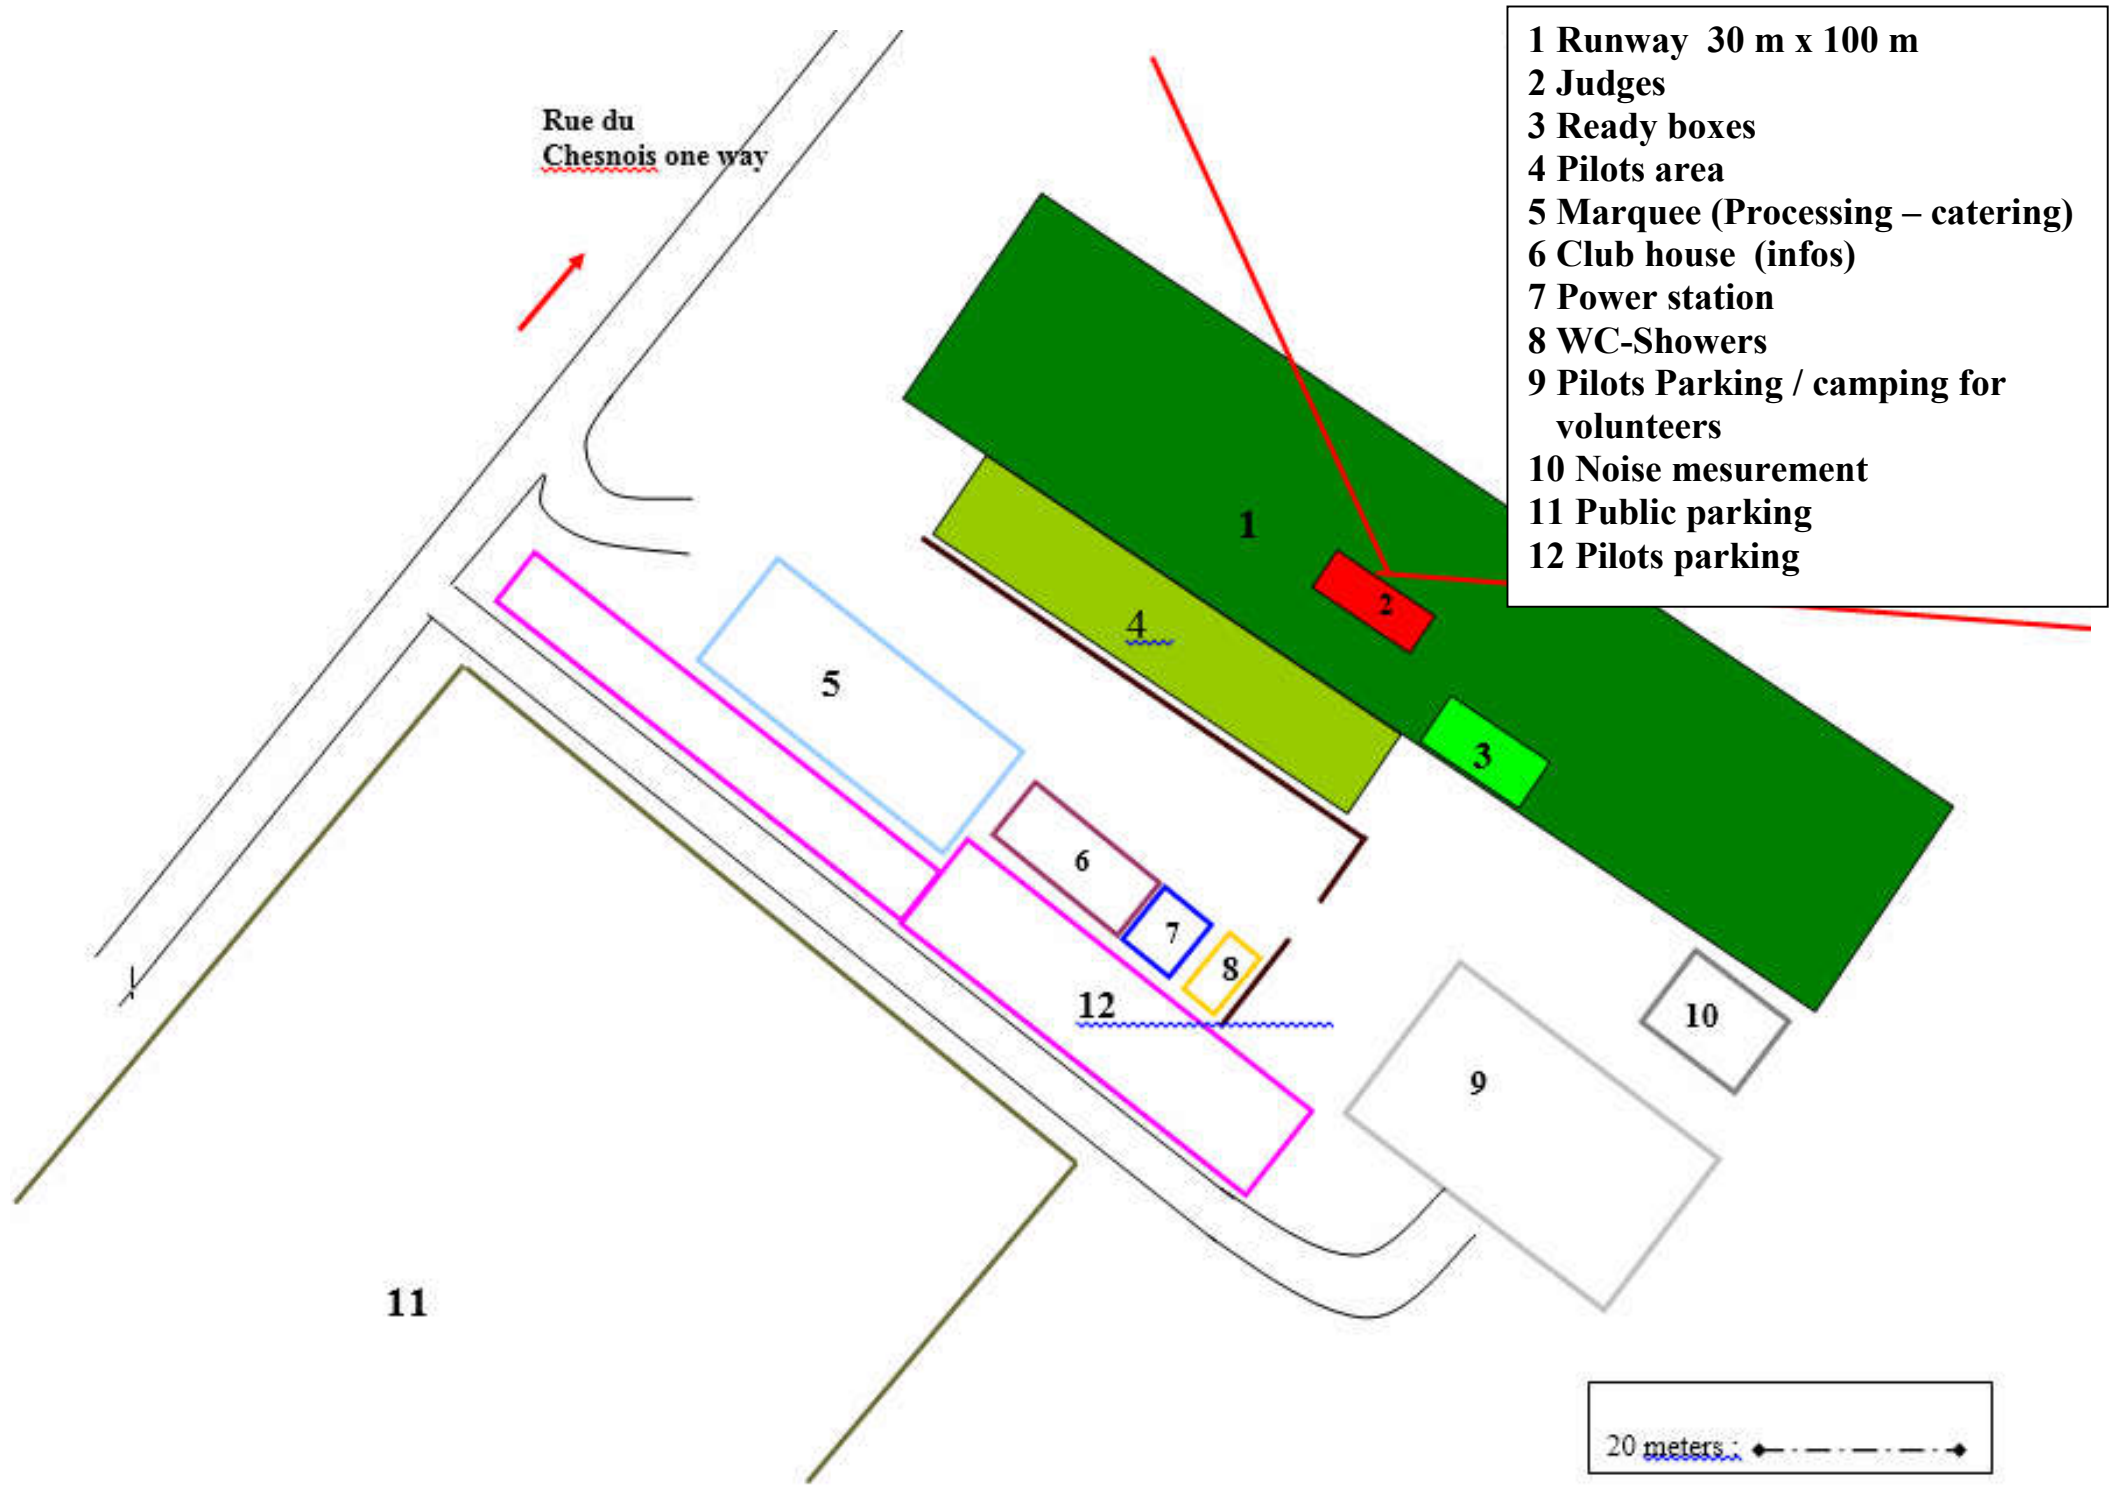 1 Runway 30 m x 100 m
2 Judges
3 Ready boxes
4 Pilots area
5 Marquee (Processing – catering)
6 Club house (infos)
7 Power station
8 WC-Showers
9 Pilots Parking / camping for
volunteers
10 Noise mesurement
11 Public parking
12 Pilots parking
Rue du
Chesnois one way
1
2
4
3
5
6
7
8
12
10
9
11
20 meters :